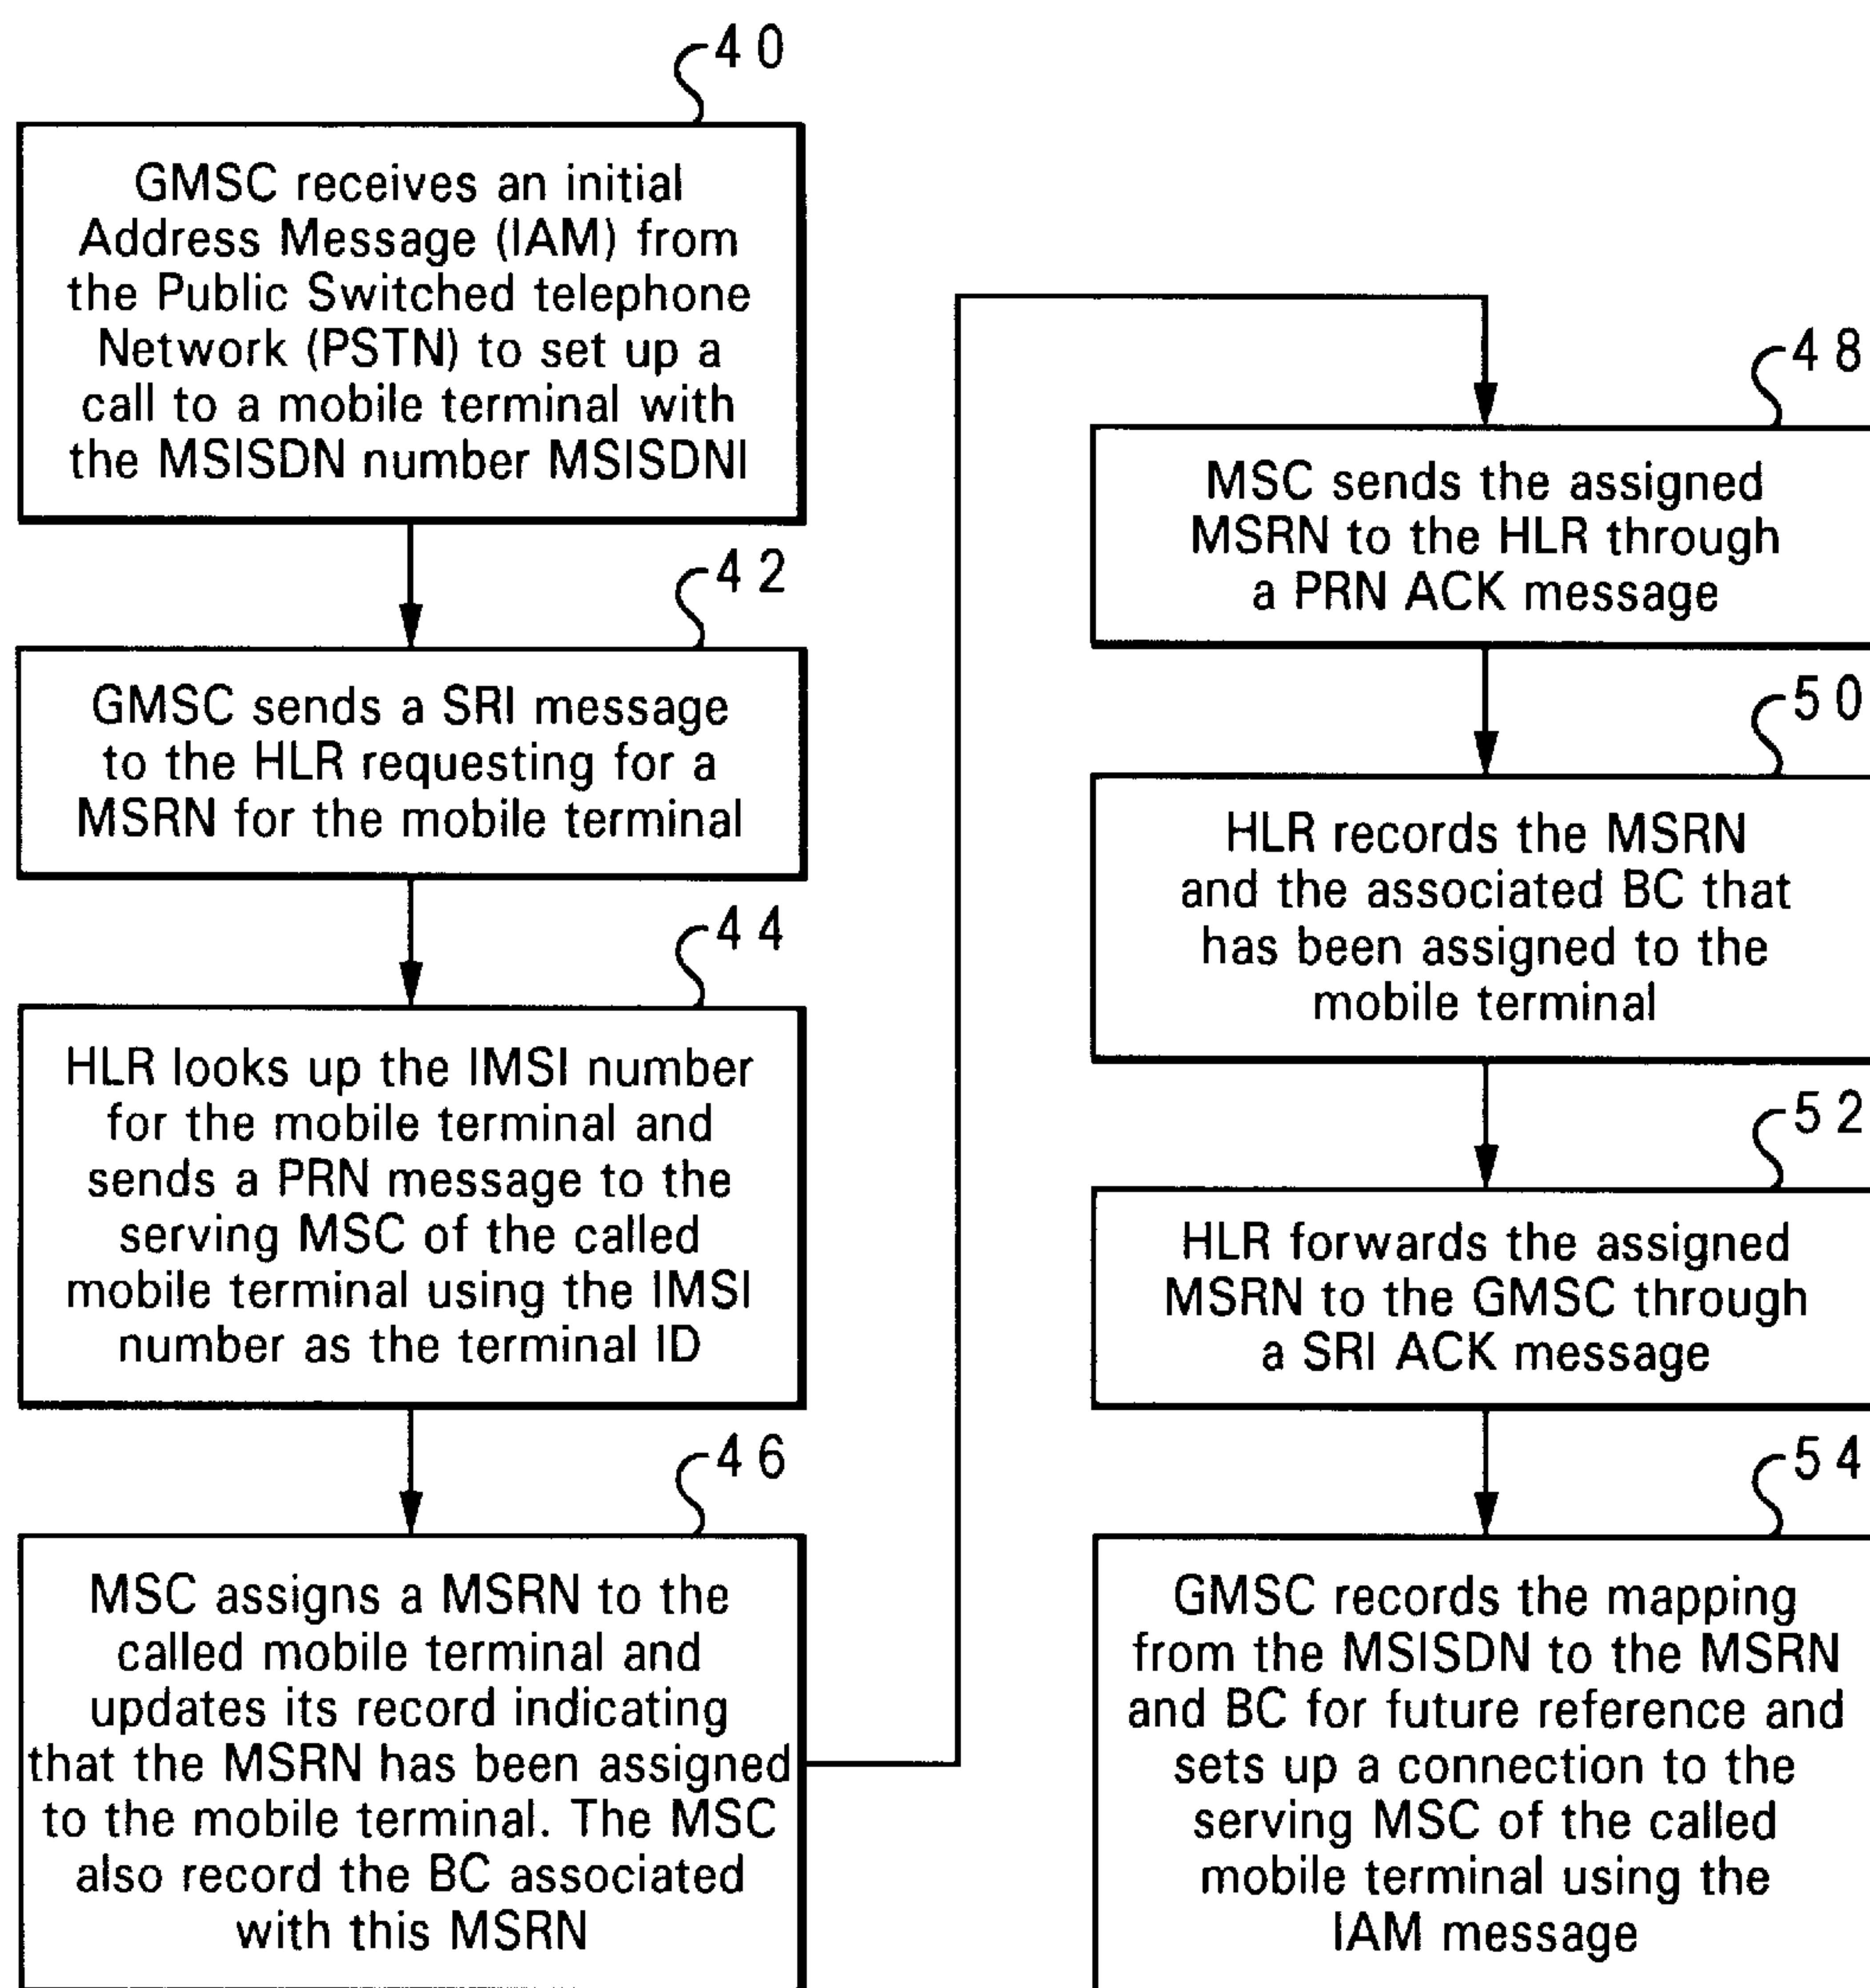 40
GMSC receives an initial
Address Message (IAM) from
the Public Switched telephone
Network (PSTN) to set up a
call to a mobile terminal with
the MSISDN number MSISDNI
42
GMSC sends a SRI message
to the HLR requesting for a
MSRN for the mobile terminal
44
HLR looks up the IMSI number
for the mobile terminal and
sends a PRN message to the
serving MSC of the called
mobile terminal using the IMSI
number as the terminal ID
46
MSC assigns a MSRN to the
called mobile terminal and
updates its record indicating
that the MSRN has been assigned
to the mobile terminal. The MSC
also record the BC associated
with this MSRN
48
MSC sends the assigned
MSRN to the HLR through
a PRN ACK message
50
HLR records the MSRN
and the associated BC that
has been assigned to the
mobile terminal
52
HLR forwards the assigned
MSRN to the GMSC through
a SRI ACK message
54
GMSC records the mapping
from the MSISDN to the MSRN
and BC for future reference and
sets up a connection to the
serving MSC of the called
mobile terminal using the
IAM message